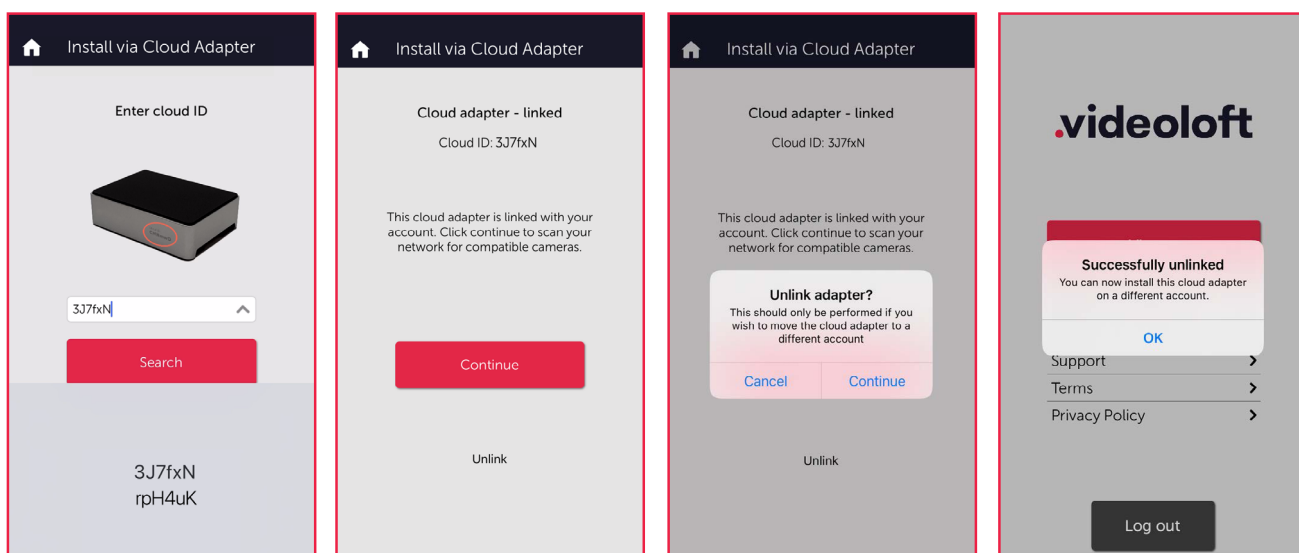 Install via Cloud Adapter
Enter cloud ID
3J7fxN
Search
3J7fxN
rpH4uK
Install via Cloud Adapter
Cloud adapter - linked
Cloud ID: 3J7fxN
This cloud adapter is linked with your
account. Click continue to scan your
network for compatible cameras.
Continue
Unlink
Install via Cloud Adapter
Cloud adapter - linked
Cloud ID: 3J7fxN
This cloud adapter is linked with your
account. Click continue to scan your
network for compatible cameras.
Unlink adapter?
This should only be performed if you
wish to move the cloud adapter to a
different account
Cancel Continue
Unlink
.videoloft
Successfully unlinked
You can now install this cloud adapter
on a different account.
OK
Support
Terms
Privacy Policy
Log out